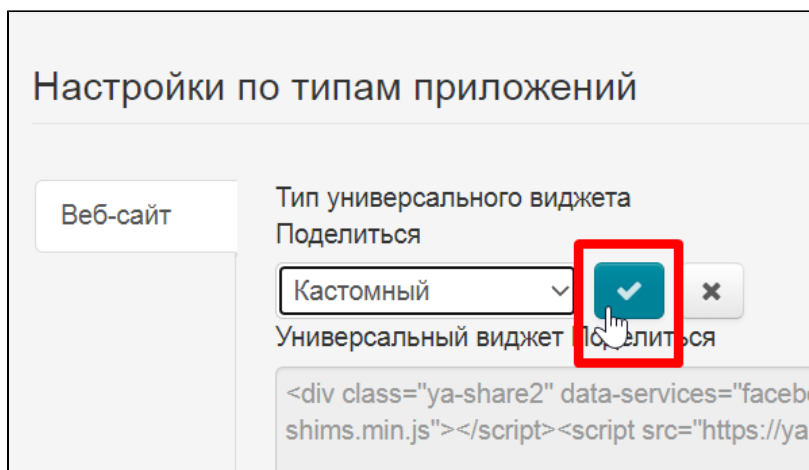 Настройки по типам приложений
Веб-сайт
Тип универсального виджета
Поделиться
Кастомный
Универсальный виджет Поделиться
<div class="ya-share2" data-services="facebo
shims.min.js"></script><script src="https://ya